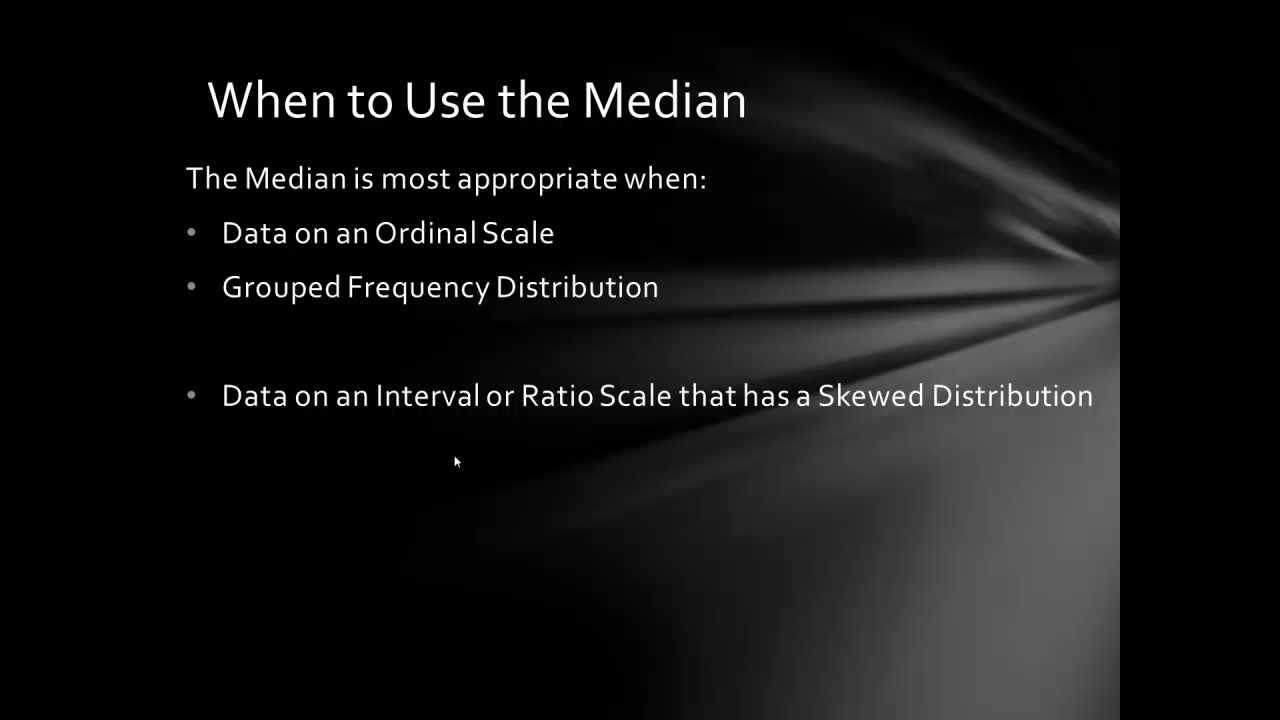 When to Use the Median
The Median is most appropriate when:
• Data on an Ordinal Scale
• Grouped Frequency Distribution
• Data on an Interval or Ratio Scale that has a Skewed Distribution